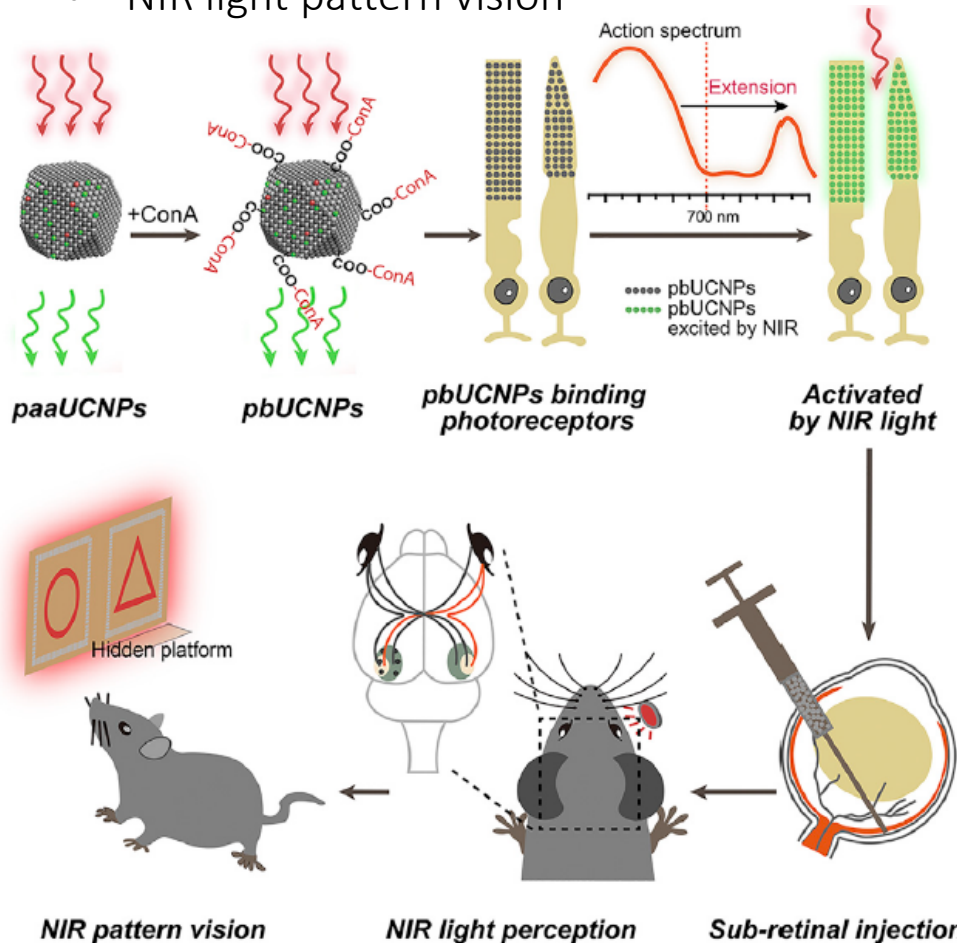 NIR light pattern vision
Action spectrum
Extension
700 nm
+ConA
COO-ConA
COO-ConA
COO-ConA
COO-ConA
COO-ConA
COO-ConA
pbUCNPs
pbUCNPs
excited by NIR
paaUCNPs
pbUCNPs
pbUCNPs binding
photoreceptors
Activated
by NIR light
Hidden platform
NIR pattern vision
NIR light perception
Sub-retinal injection